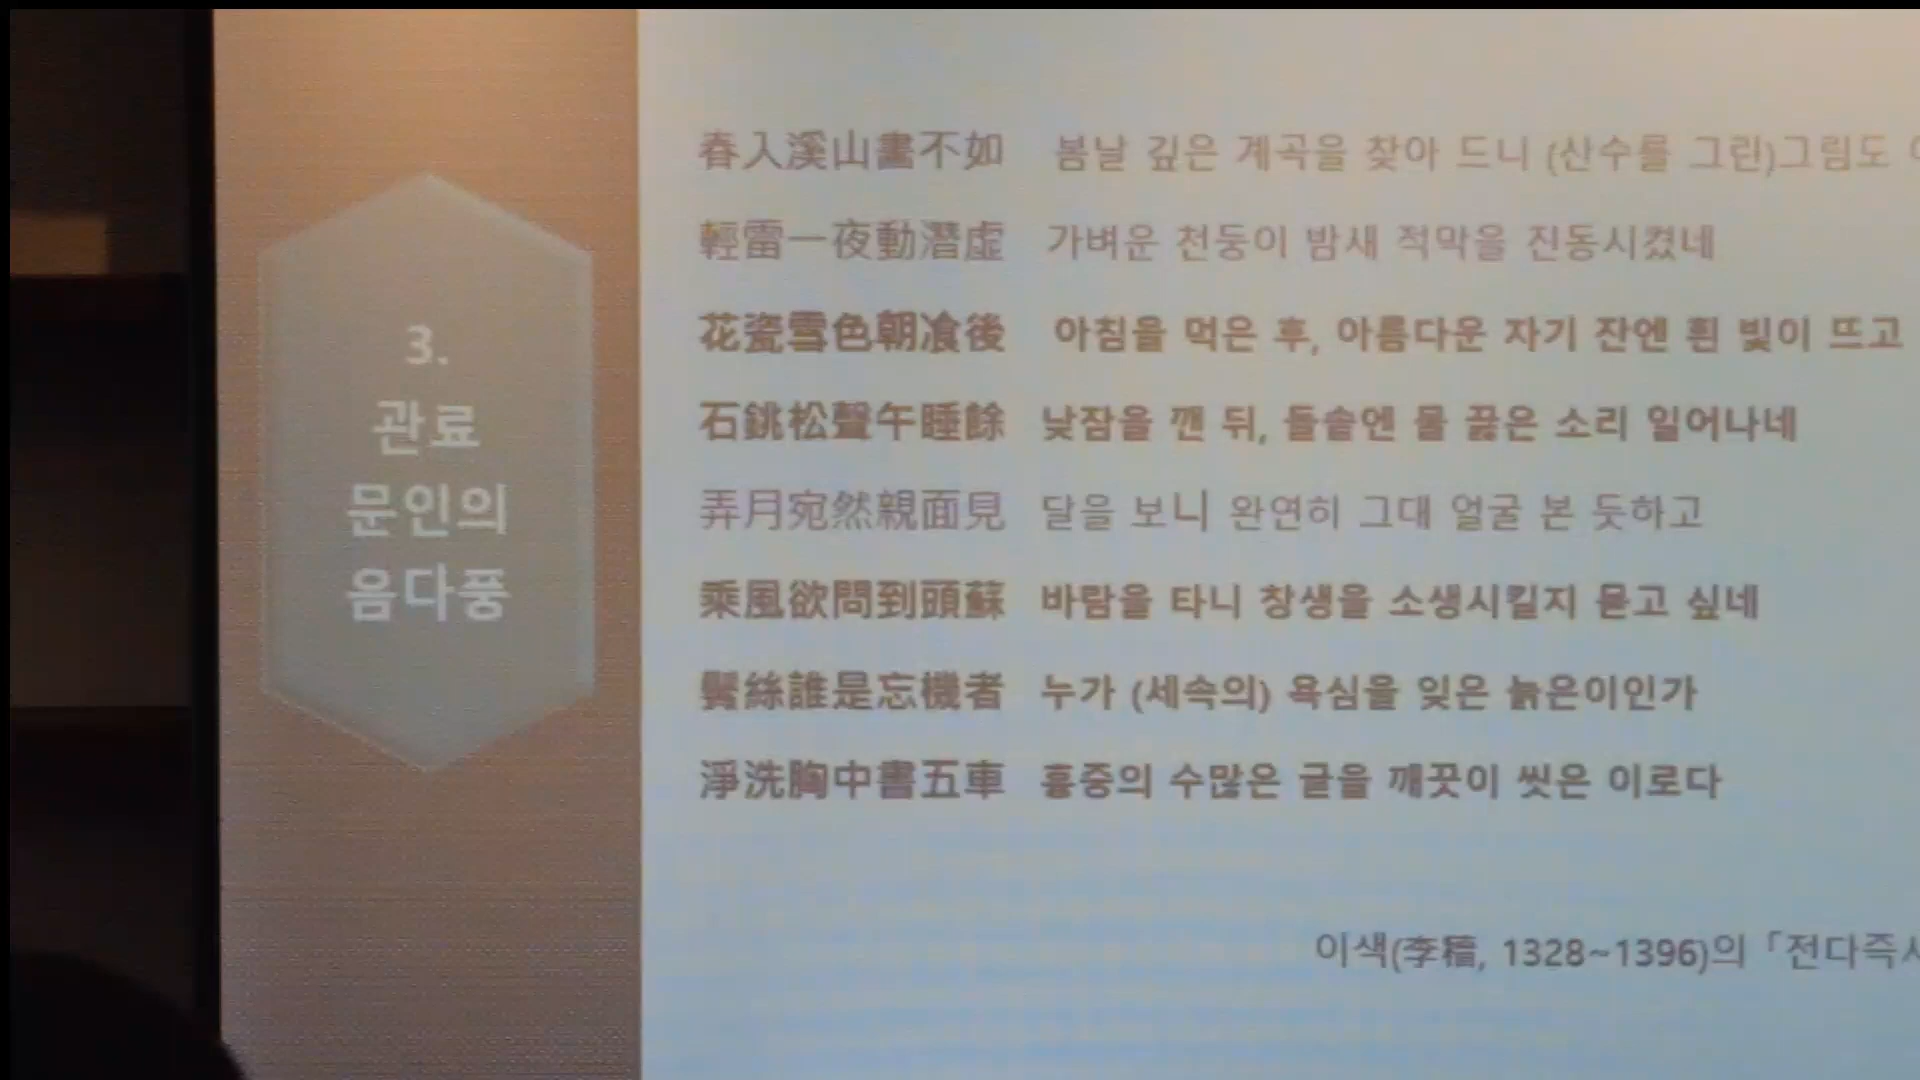 3.
관료
문인의
음다풍
春入溪山畵不如 봄날 깊은 계곡을 찾아 드니 (산수를 그린)그림도
輕雷一夜動潛虛 가벼운 천둥이 밤새 적막을 진동시켰네
花瓷雪色朝飡後 아침을 먹은 후, 아름다운 자기 잔엔 흰 빛이 뜨고
石銚松聲午睡餘 낮잠을 깬 뒤, 돌솥엔 물 끓은 소리 일어나네
弄月宛然親面見 달을 보니 완연히 그대 얼굴 본 듯하고
乘風欲問到頭蘇 바람을 타니 창생을 소생시킬지 묻고 싶네
鬢絲誰是忘機者 누가 (세속의) 욕심을 잊은 늙은이인가
淨洗胸中書五車 흉중의 수많은 글을 깨끗이 씻은 이로다
이색(李穡, 1328~1396)의 「전다즉